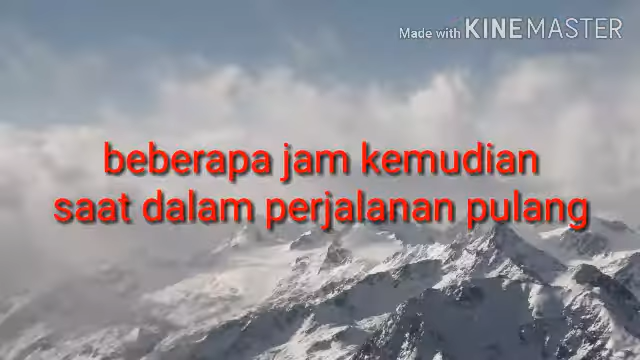 Made with KINEMASTER
beberapa jam kemudian
saat dalam perjalanan pulang